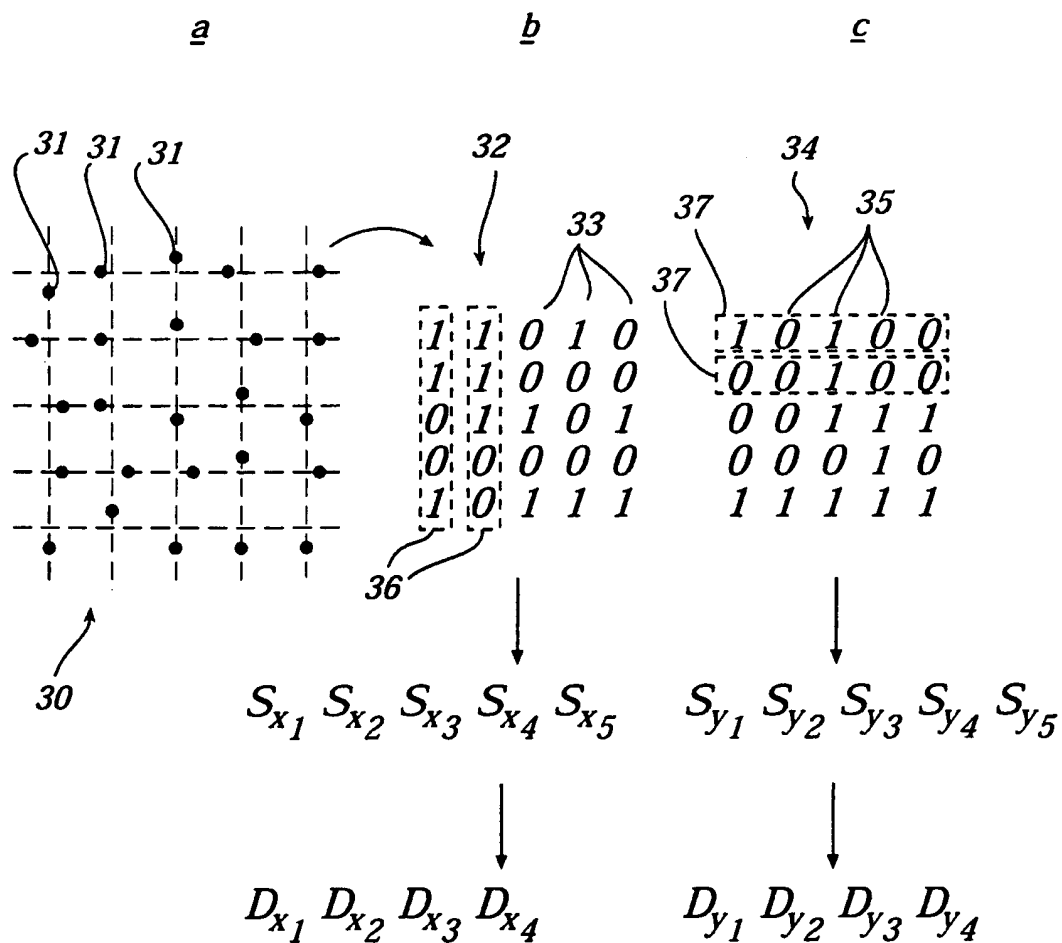 a b c
31 31 31 32 34
33 37 35
37
1 1 0 1 0 1 0 1 0 0
1 1 0 0 0 0 0 1 0 0
0 1 1 0 1 0 0 1 1 1
0 0 0 0 0 0 0 0 1 0
1 0 1 1 1 1 1 1 1 1
36
30
Sx1 Sx2 Sx3 Sx4 Sx5 Sy1 Sy2 Sy3 Sy4 Sy5
Dx1 Dx2 Dx3 Dx4 Dy1 Dy2 Dy3 Dy4